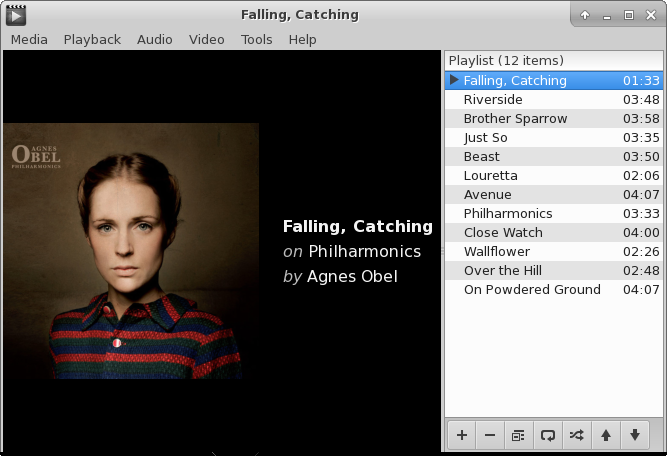 Falling, Catching
Media Playback Audio Video Tools Help
AGNES
OBEL
PHILHARMONICS
Falling, Catching
on Philharmonics
by Agnes Obel
Playlist (12 items)
Falling, Catching 01:33
Riverside 03:48
Brother Sparrow 03:58
Just So 03:35
Beast 03:50
Louretta 02:06
Avenue 04:07
Philharmonics 03:33
Close Watch 04:00
Wallflower 02:26
Over the Hill 02:48
On Powdered Ground 04:07